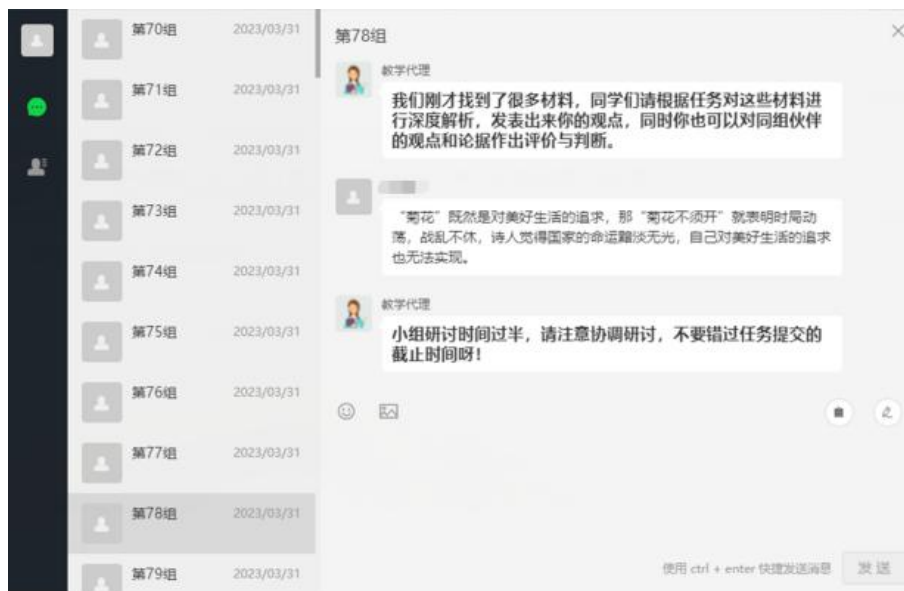 第70组 2023/03/31
第71组 2023/03/31
第72组 2023/03/31
第73组 2023/03/31
第74组 2023/03/31
第75组 2023/03/31
第76组 2023/03/31
第77组 2023/03/31
第78组 2023/03/31
第79组 2023/03/31
第78组
教学代理
我们刚才找到了很多材料，同学们请根据任务对这些材料进
行深度解析，发表出来你的观点，同时你也可以对同组伙伴
的观点和论据作出评价与判断。
“菊花”既然是对美好生活的追求，那“菊花不须开”就表明时局动
荡，战乱不休，诗人觉得国家的命运黯淡无光，自己对美好生活的追求
也无法实现。
教学代理
小组研讨时间过半，请注意协调研讨，不要错过任务提交的
截止时间呀！
使用 ctrl + enter 快捷发送消息
发送